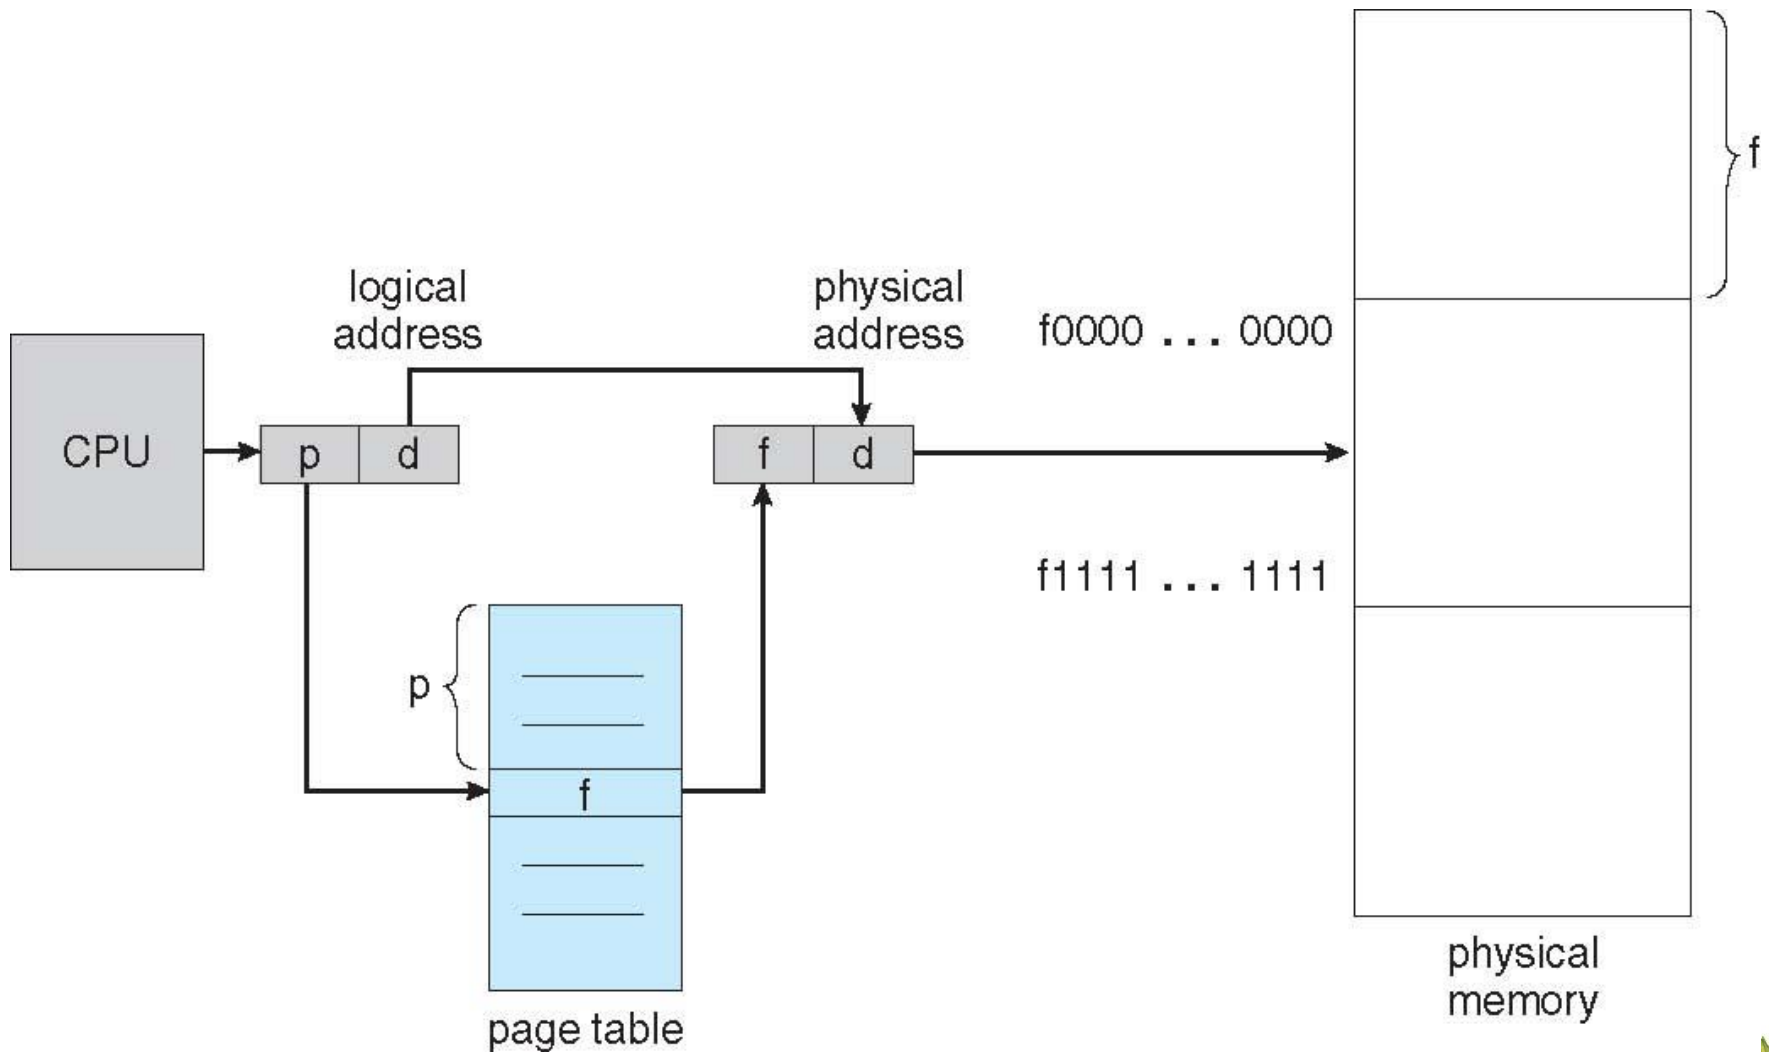 f
logical
address
physical
address
f0000 ... 0000
CPU
p
d
f
d
f1111 ... 1111
p
f
physical
memory
page table